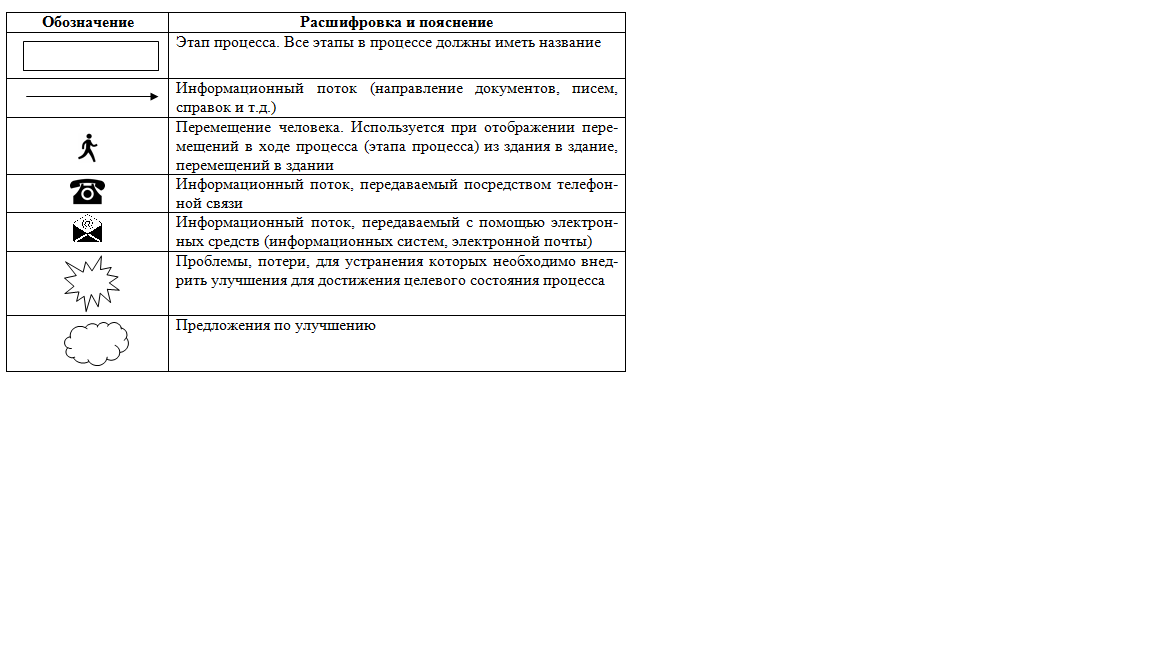 Обозначение
Расшифровка и пояснение
Этап процесса. Все этапы в процессе должны иметь название
Информационный поток (направление документов, писем,
справок и т.д.)
Перемещение человека. Используется при отображении пере-
мещений в ходе процесса (этапа процесса) из здания в здание,
перемещений в здании
Информационный поток, передаваемый посредством телефон-
ной связи
@
Информационный поток, передаваемый с помощью электрон-
ных средств (информационных систем, электронной почты)
Проблемы, потери, для устранения которых необходимо внед-
рить улучшения для достижения целевого состояния процесса
Предложения по улучшению